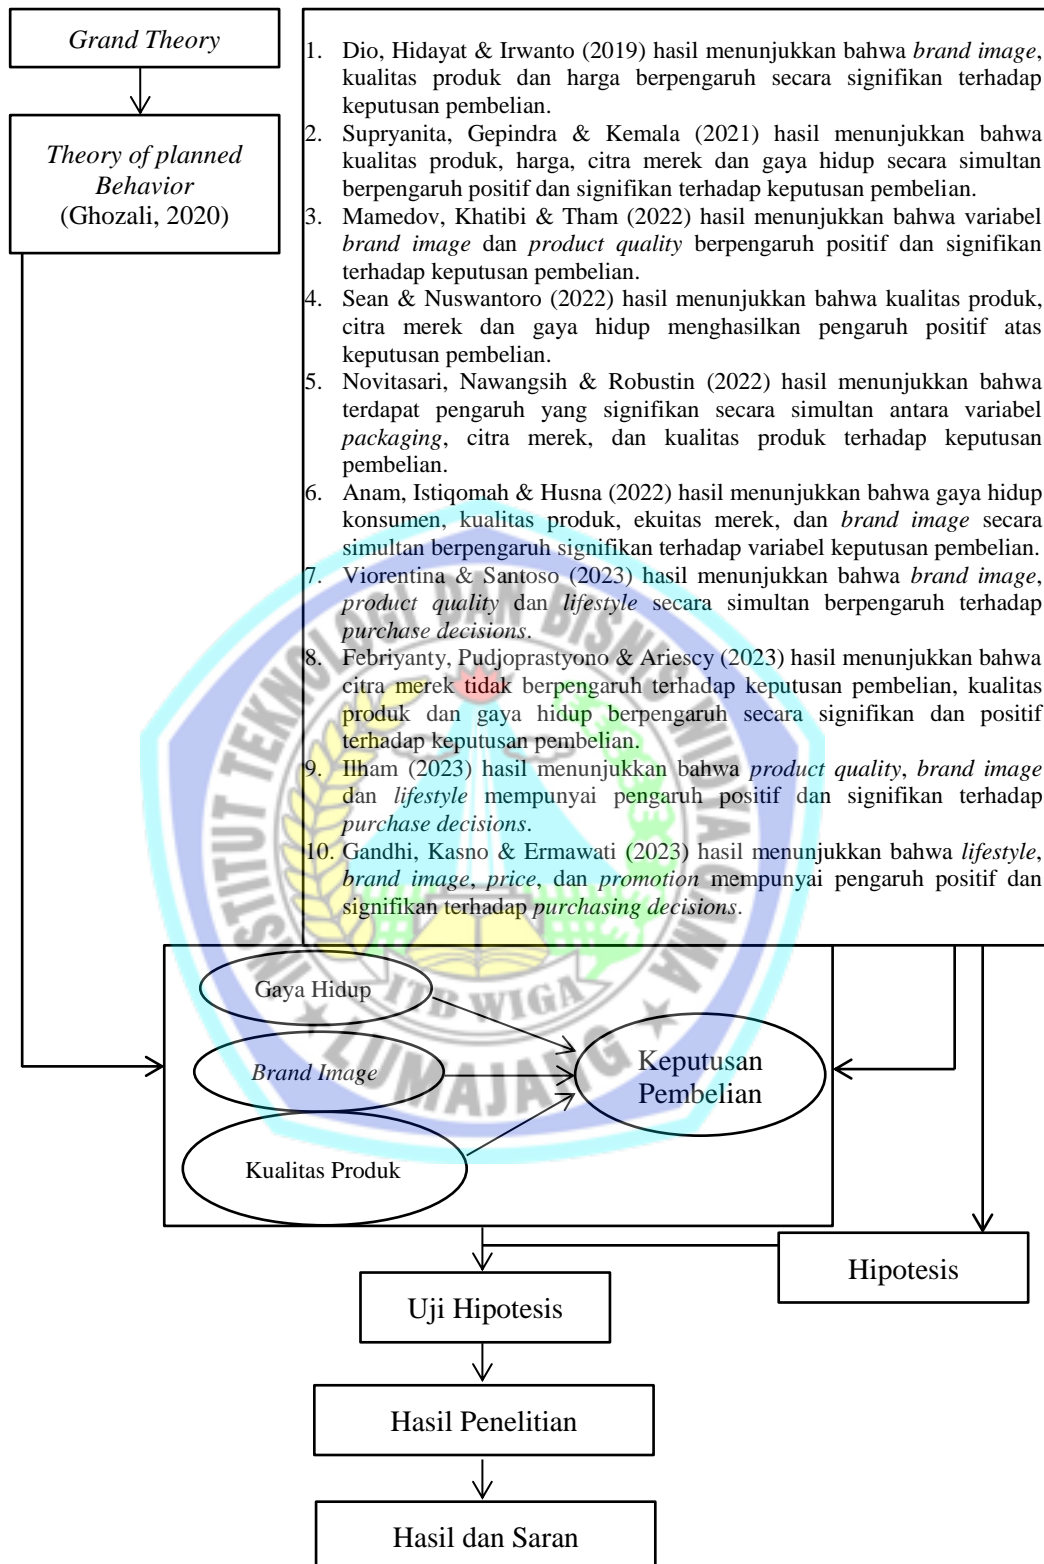 Grand Theory
Theory of planned
Behavior
(Ghozali, 2020)
1. Dio, Hidayat & Irwanto (2019) hasil menunjukkan bahwa brand image,
kualitas produk dan harga berpengaruh secara signifikan terhadap
keputusan pembelian.
2. Supryanita, Gepindra & Kemala (2021) hasil menunjukkan bahwa
kualitas produk, harga, citra merek dan gaya hidup secara simultan
berpengaruh positif dan signifikan terhadap keputusan pembelian.
3. Mamedov, Khatibi & Tham (2022) hasil menunjukkan bahwa variabel
brand image dan product quality berpengaruh positif dan signifikan
terhadap keputusan pembelian.
4. Sean & Nuswantoro (2022) hasil menunjukkan bahwa kualitas produk,
citra merek dan gaya hidup menghasilkan pengaruh positif atas
keputusan pembelian.
5. Novitasari, Nawangsih & Robustin (2022) hasil menunjukkan bahwa
terdapat pengaruh yang signifikan secara simultan antara variabel
packaging, citra merek, dan kualitas produk terhadap keputusan
pembelian.
6. Anam, Istiqomah & Husna (2022) hasil menunjukkan bahwa gaya hidup
konsumen, kualitas produk, ekuitas merek, dan brand image secara
simultan berpengaruh signifikan terhadap variabel keputusan pembelian.
7. Viorentina & Santoso (2023) hasil menunjukkan bahwa brand image,
product quality dan lifestyle secara simultan berpengaruh terhadap
purchase decisions.
8. Febriyanty, Pudjoprastyono & Ariescy (2023) hasil menunjukkan bahwa
citra merek tidak berpengaruh terhadap keputusan pembelian, kualitas
produk dan gaya hidup berpengaruh secara signifikan dan positif
terhadap keputusan pembelian.
9. Ilham (2023) hasil menunjukkan bahwa product quality, brand image
dan lifestyle mempunyai pengaruh positif dan signifikan terhadap
purchase decisions.
10. Gandhi, Kasno & Ermawati (2023) hasil menunjukkan bahwa lifestyle,
brand image, price, dan promotion mempunyai pengaruh positif dan
signifikan terhadap purchasing decisions.
INSTITUT TEKNOLOGI DAN BISNIS WIDYA GAMA
ITB WIGA
LUMAJANG
Gaya Hidup
Brand Image
Kualitas Produk
Keputusan
Pembelian
Hipotesis
Uji Hipotesis
Hasil Penelitian
Hasil dan Saran